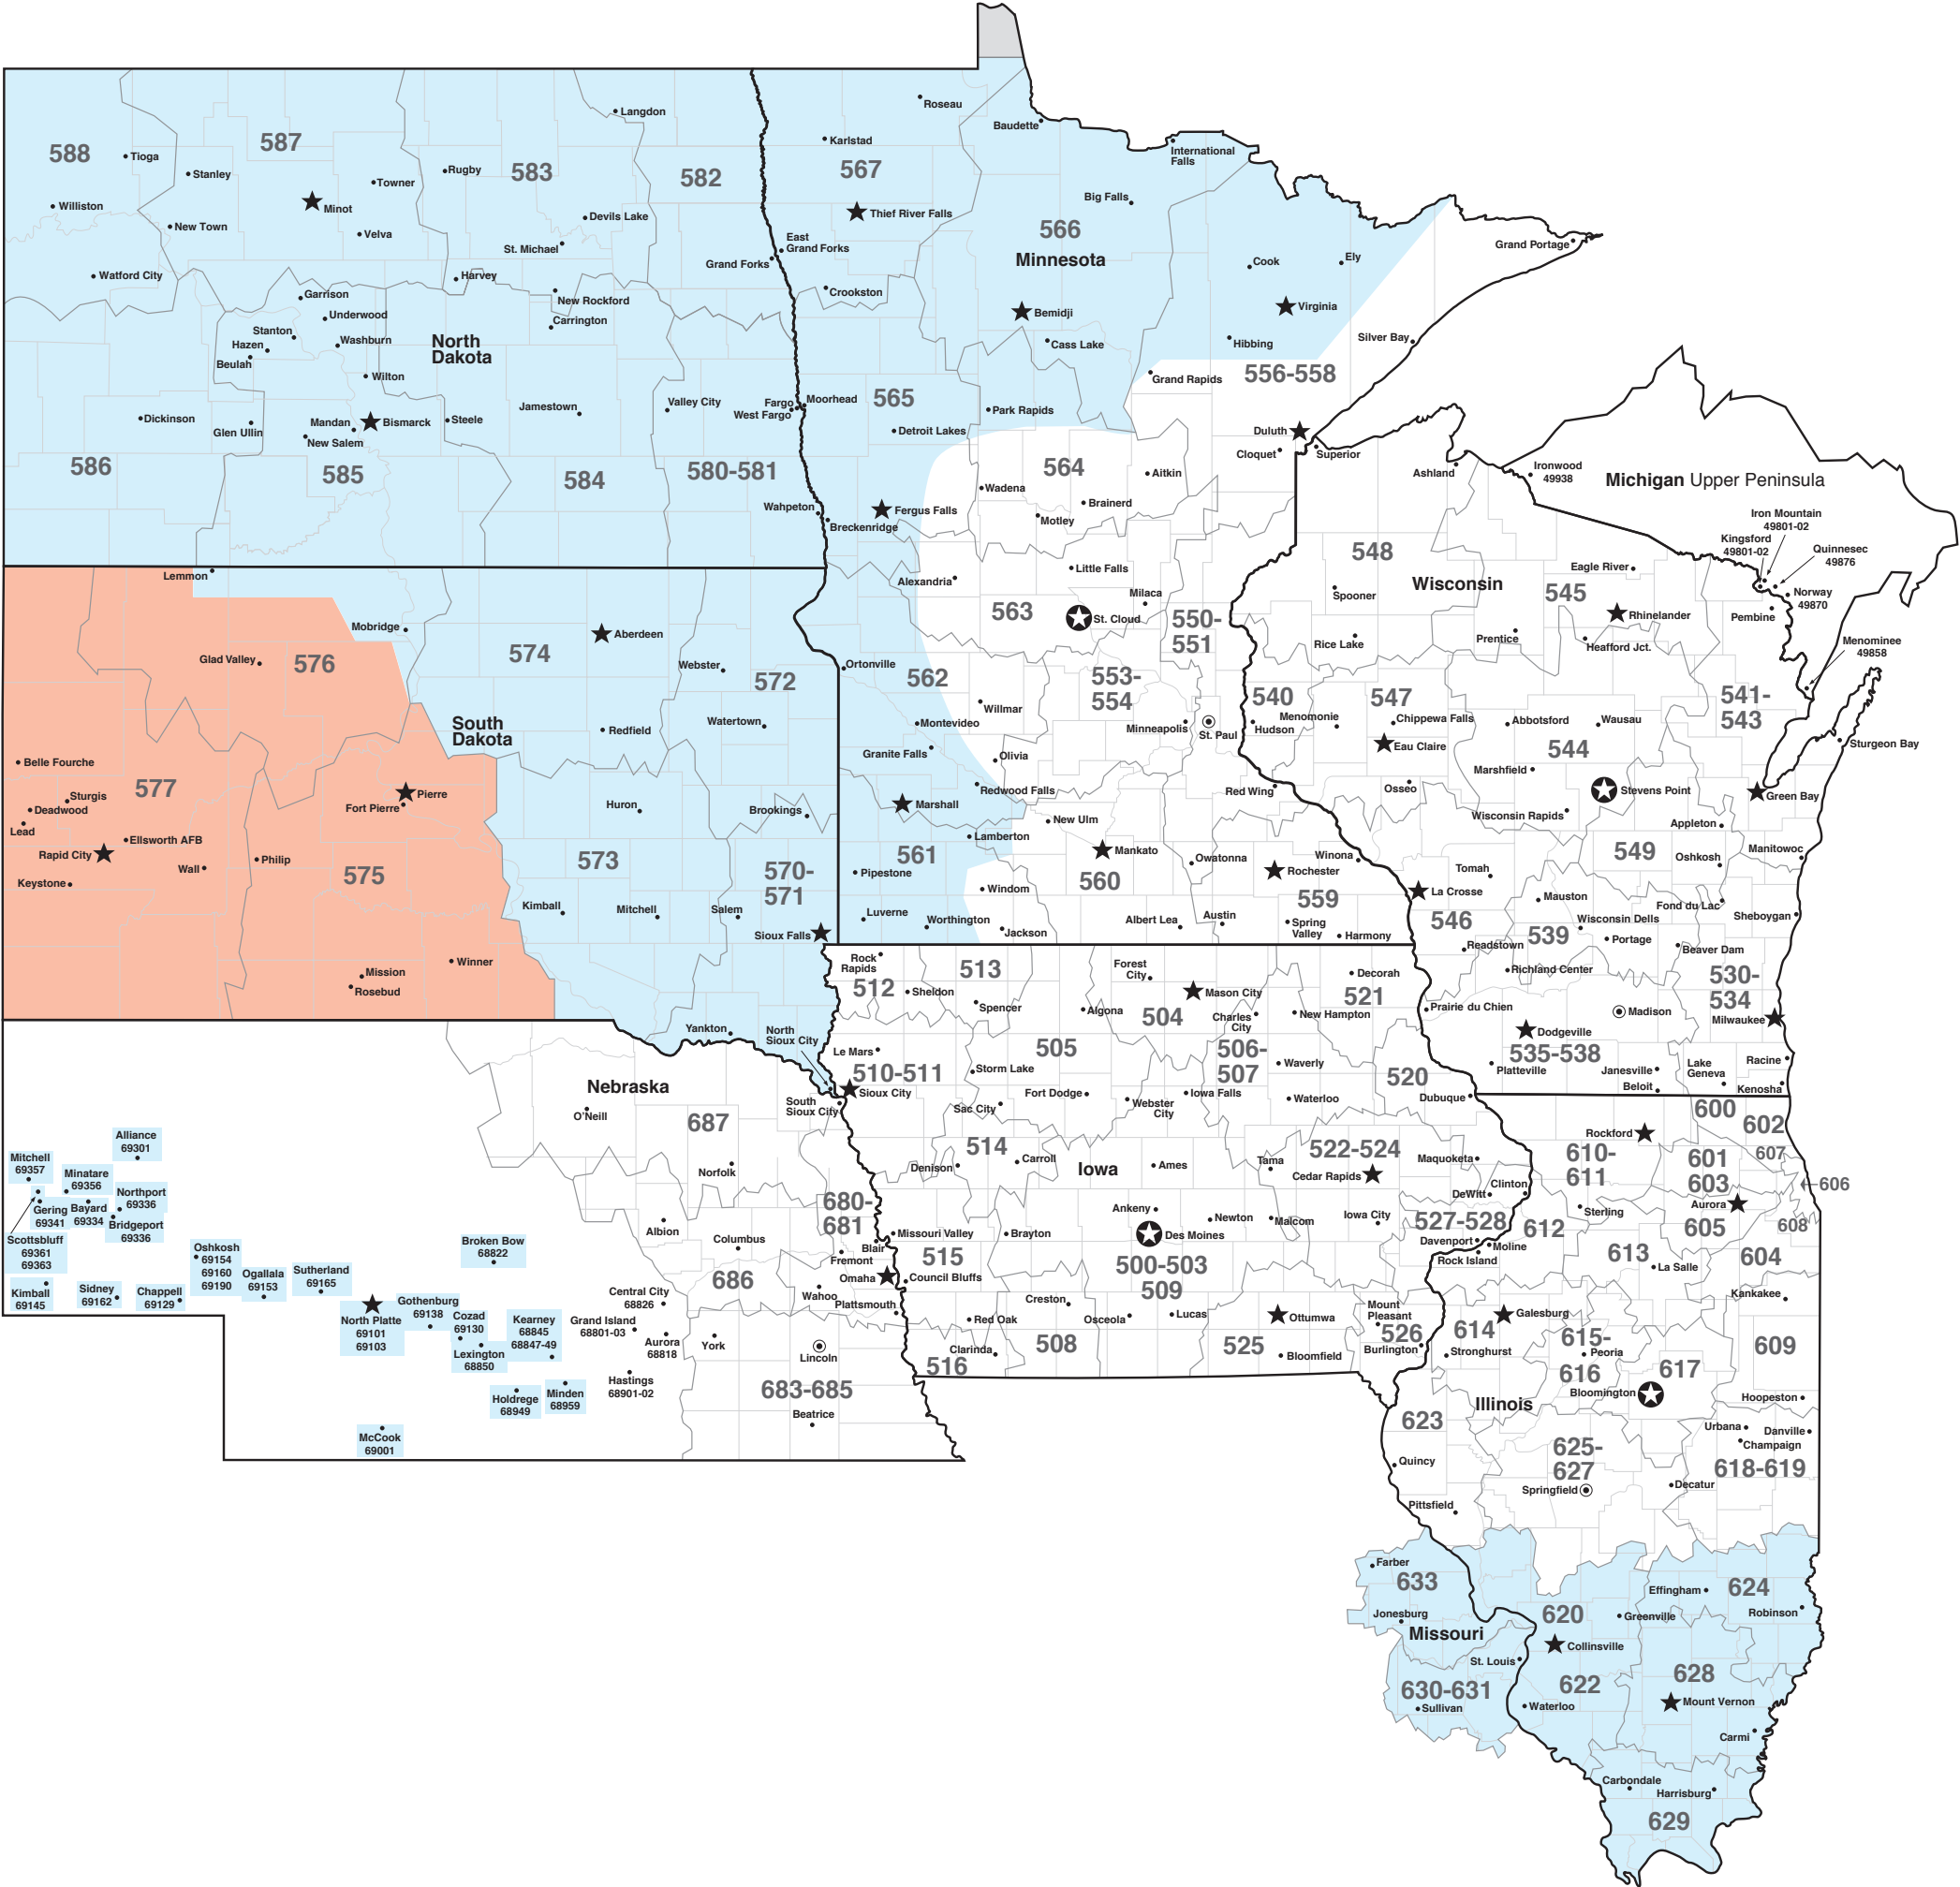 Roseau
Langdon
Baudette
Karlstad
International
Falls
587
588
Tioga
Stanley
Rugby
583
582
567
Towner
Big Falls
Williston
Minot
Devils Lake
Thief River Falls
New Town
Velva
566
Minnesota
East
Grand Forks
St. Michael
Grand Forks
Grand Portage
Cook
Ely
Watford City
Harvey
Garrison
New Rockford
Crookston
Virginia
Underwood
Carrington
Bemidji
Stanton
Hazen
Washburn
Beulah
North
Dakota
Cass Lake
Hibbing
Silver Bay
Wilton
Grand Rapids
556-558
565
Dickinson
Glen Ullin
Mandan
Bismarck
New Salem
Steele
Jamestown
Valley City
Fargo
West Fargo
Moorhead
Park Rapids
Detroit Lakes
Duluth
Cloquet
Superior
586
585
584
580-581
564
Aitkin
Ashland
Ironwood
49938
Michigan Upper Peninsula
Wadena
Brainerd
Motley
Wahpeton
Breckenridge
Fergus Falls
Iron Mountain
49801-02
Kingsford
49801-02
Quinnesec
49876
548
Lemmon
Alexandria
Little Falls
Wisconsin
Spooner
Eagle River
545
Norway
49870
Milaca
Mobridge
574
Aberdeen
563
St. Cloud
550-
551
Rhinelander
Pembine
Rice Lake
Prentice
Heafford Jct.
Menominee
49858
Glad Valley
576
Webster
572
Ortonville
562
553-
554
540
547
541-
543
Willmar
Watertown
South
Dakota
Redfield
Montevideo
Minneapolis
St. Paul
Hudson
Menomonie
Chippewa Falls
Eau Claire
Abbotsford
Wausau
544
Sturgeon Bay
Belle Fourche
577
Granite Falls
Olivia
Marshfield
Sturgis
Deadwood
Lead
Pierre
Fort Pierre
Huron
Brookings
Marshall
Redwood Falls
Red Wing
Osseo
Stevens Point
Green Bay
Wisconsin Rapids
Appleton
New Ulm
Ellsworth AFB
Rapid City
Lamberton
Mankato
Wall
Philip
573
570-
571
561
Owatonna
Winona
Rochester
Tomah
549
Oshkosh
Manitowoc
Keystone
575
Pipestone
Windom
560
559
La Crosse
Mauston
Fond du Lac
Kimball
Mitchell
Salem
Luverne
Worthington
Albert Lea
Austin
Spring
Valley
Harmony
546
Wisconsin Dells
Sheboygan
Sioux Falls
Jackson
539
Portage
Beaver Dam
Readstown
Winner
Rock
Rapids
513
Forest
City
Decorah
Richland Center
530-
534
Mission
Rosebud
512
Sheldon
Mason City
521
Spencer
Algona
504
Charles
City
New Hampton
Prairie du Chien
Madison
Milwaukee
Yankton
North
Sioux City
Dodgeville
535-538
Le Mars
505
506-
507
Waverly
Racine
Platteville
Janesville
Lake
Geneva
510-511
Storm Lake
520
Beloit
Kenosha
Nebraska
Sioux City
Fort Dodge
Iowa Falls
Waterloo
Dubuque
South
Sioux City
Sac City
Webster
City
O'Neill
687
600
602
Rockford
Alliance
69301
514
522-524
610-
611
607
Mitchell
69357
Minatare
69356
Norfolk
Denison
Carroll
Iowa
Ames
Tama
Cedar Rapids
Maquoketa
601
603
606
Northport
69336
DeWitt
Clinton
Aurora
Gering
69341
Bayard
69334
Bridgeport
69336
680-
681
Ankeny
Newton
Malcom
Iowa City
527-528
Sterling
605
608
Albion
Missouri Valley
Brayton
Des Moines
612
Scottsbluff
69361
69363
Oshkosh
69154
69160
69190
Broken Bow
68822
Columbus
Blair
Fremont
515
Davenport
Moline
Rock Island
613
604
La Salle
Ogallala
69153
Sutherland
69165
686
Omaha
Council Bluffs
500-503
509
Kimball
69145
Sidney
69162
Chappell
69129
Central City
68826
Wahoo
Plattsmouth
Creston
Kankakee
Gothenburg
69138
North Platte
69101
69103
Cozad
69130
Kearney
68845
68847-49
Grand Island
68801-03
Red Oak
Osceola
Lucas
Ottumwa
Mount
Pleasant
Galesburg
614
615-
616
Lexington
68850
Aurora
68818
York
Lincoln
Clarinda
508
525
526
Burlington
Stronghurst
Peoria
609
Bloomfield
516
617
Hastings
68901-02
683-685
Bloomington
Holdrege
68949
Minden
68959
Beatrice
Illinois
Hoopeston
623
McCook
69001
Urbana
Danville
Champaign
625-
627
Quincy
618-619
Springfield
Decatur
Pittsfield
Farber
633
Effingham
624
Jonesburg
620
Greenville
Robinson
Missouri
Collinsville
St. Louis
628
630-631
622
Sullivan
Waterloo
Mount Vernon
Carmi
Carbondale
Harrisburg
629